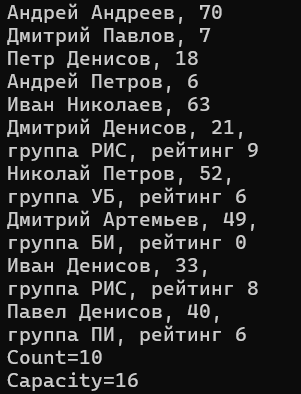 Андрей Андреев, 70
Дмитрий Павлов, 7
Петр Денисов, 18
Андрей Петров, 6
Иван Николаев, 63
Дмитрий Денисов, 21,
группа РИС, рейтинг 9
Николай Петров, 52,
группа УБ, рейтинг 6
Дмитрий Артемьев, 49,
группа БИ, рейтинг 0
Иван Денисов, 33,
группа РИС, рейтинг 8
Павел Денисов, 40,
группа ПИ, рейтинг 6
Count=10
Capacity=16